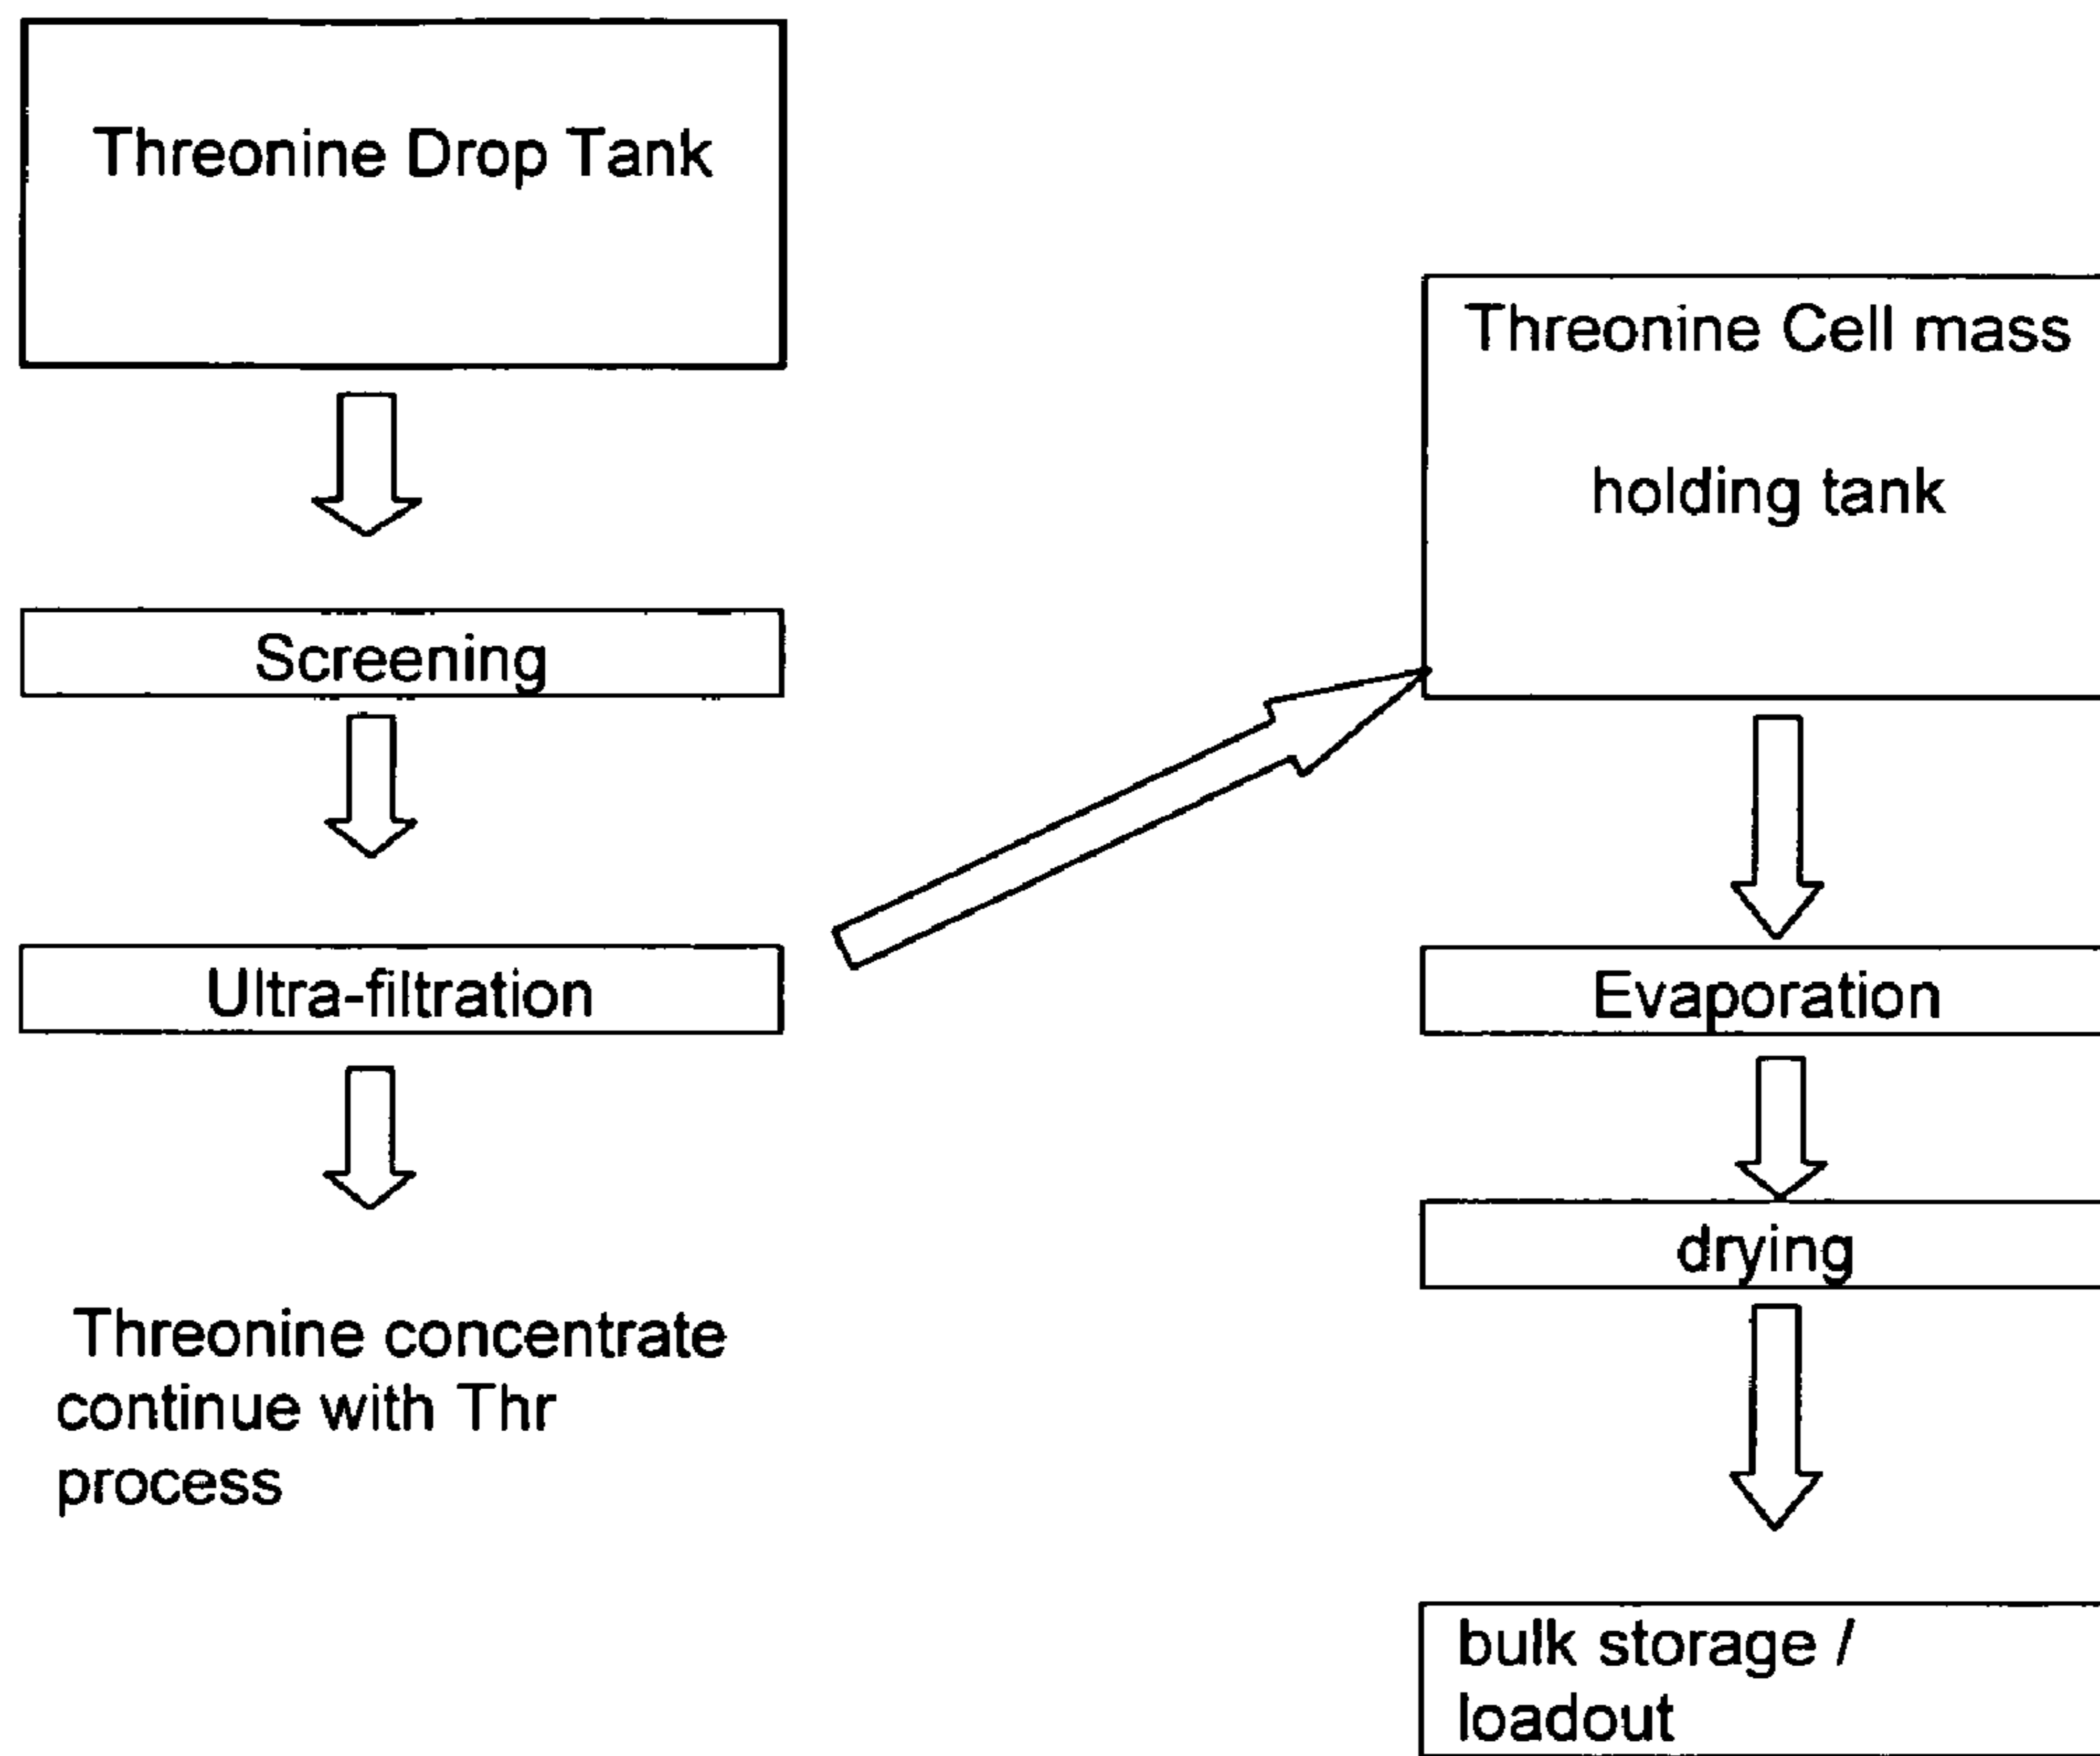 Threonine Drop Tank
Screening
Ultra-filtration
Threonine concentrate
continue with Thr
process
Threonine Cell mass
holding tank
Evaporation
drying
bulk storage /
loadout